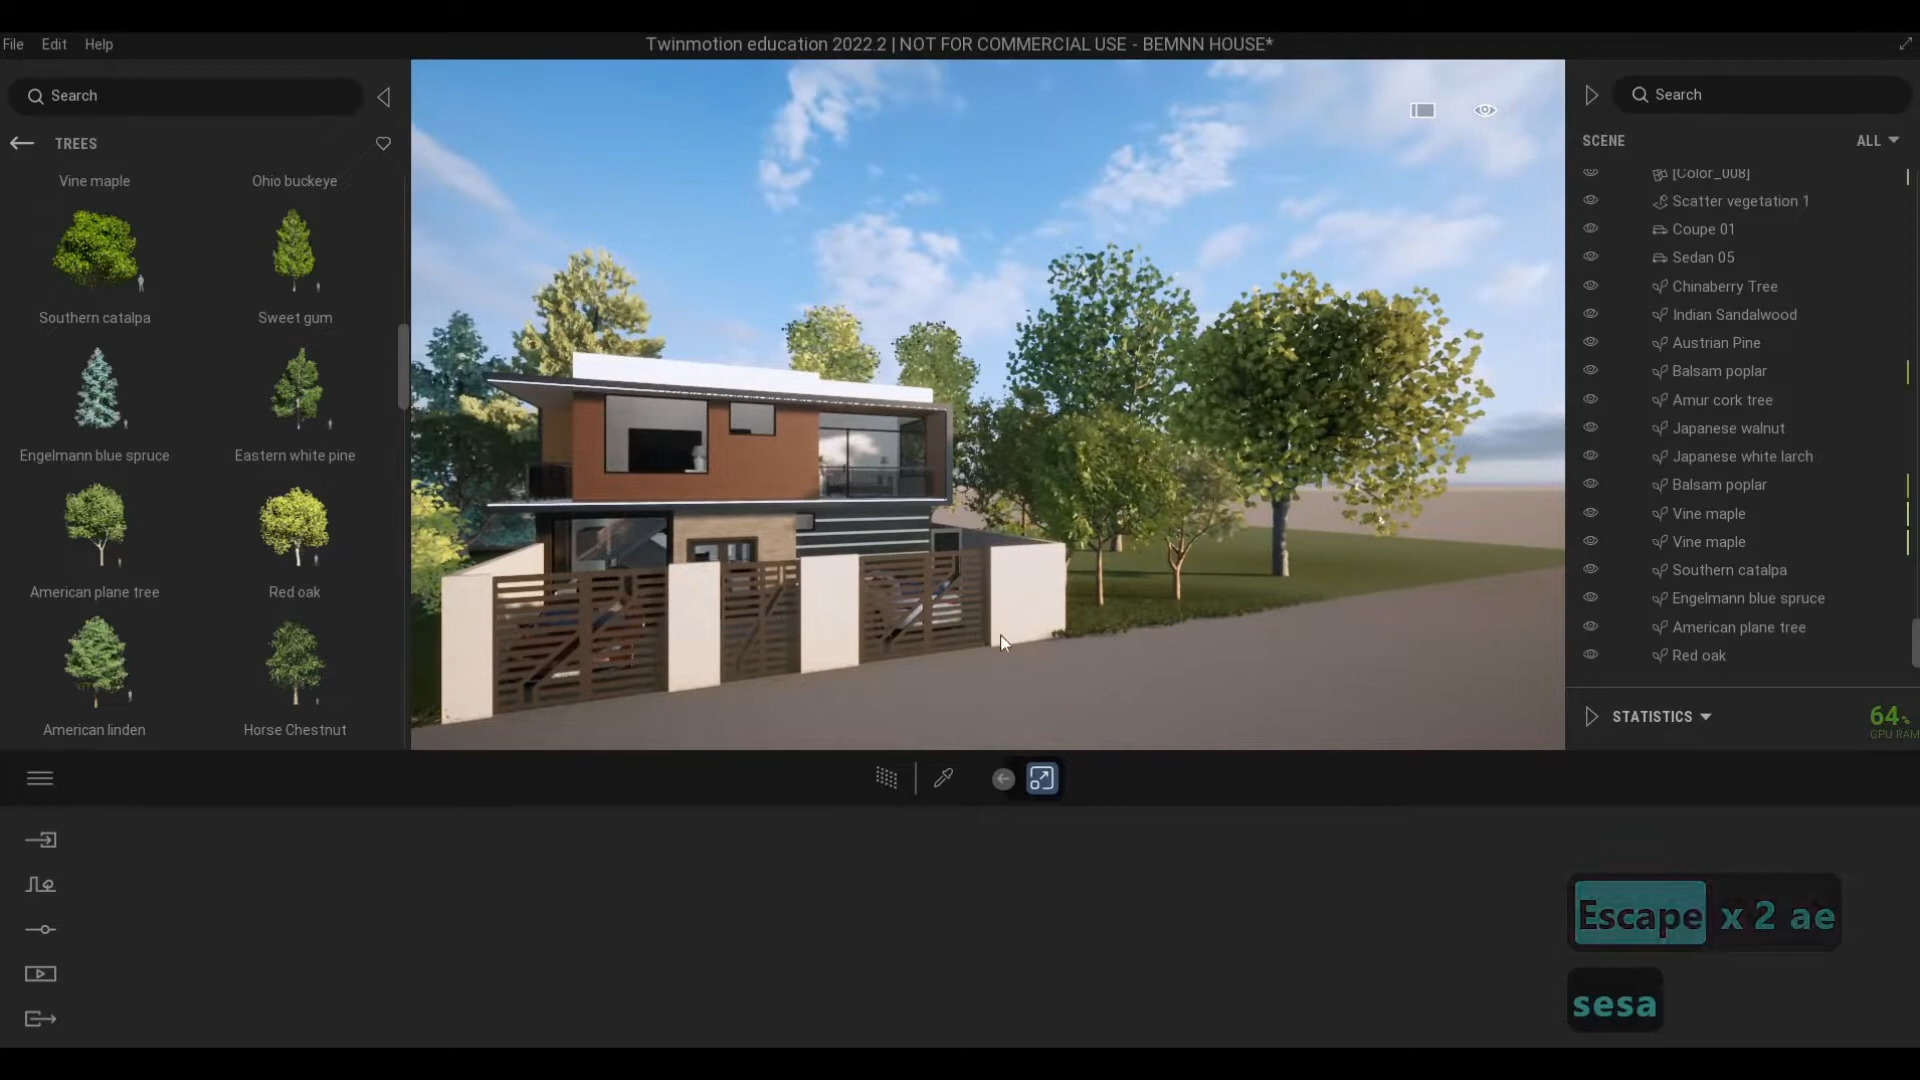 File Edit Help
Twinmotion education 2022.2 | NOT FOR COMMERCIAL USE - BEMNN HOUSE*
Search
TREES
Vine maple
Ohio buckeye
Southern catalpa
Sweet gum
Engelmann blue spruce
Eastern white pine
American plane tree
Red oak
American linden
Horse Chestnut
Search
SCENE
ALL
[Color_008]
Scatter vegetation 1
Coupe 01
Sedan 05
Chinaberry Tree
Indian Sandalwood
Austrian Pine
Balsam poplar
Amur cork tree
Japanese walnut
Japanese white larch
Balsam poplar
Vine maple
Vine maple
Southern catalpa
Engelmann blue spruce
American plane tree
Red oak
STATISTICS
64%
GPU RAM
Escape x 2 ae
sesa